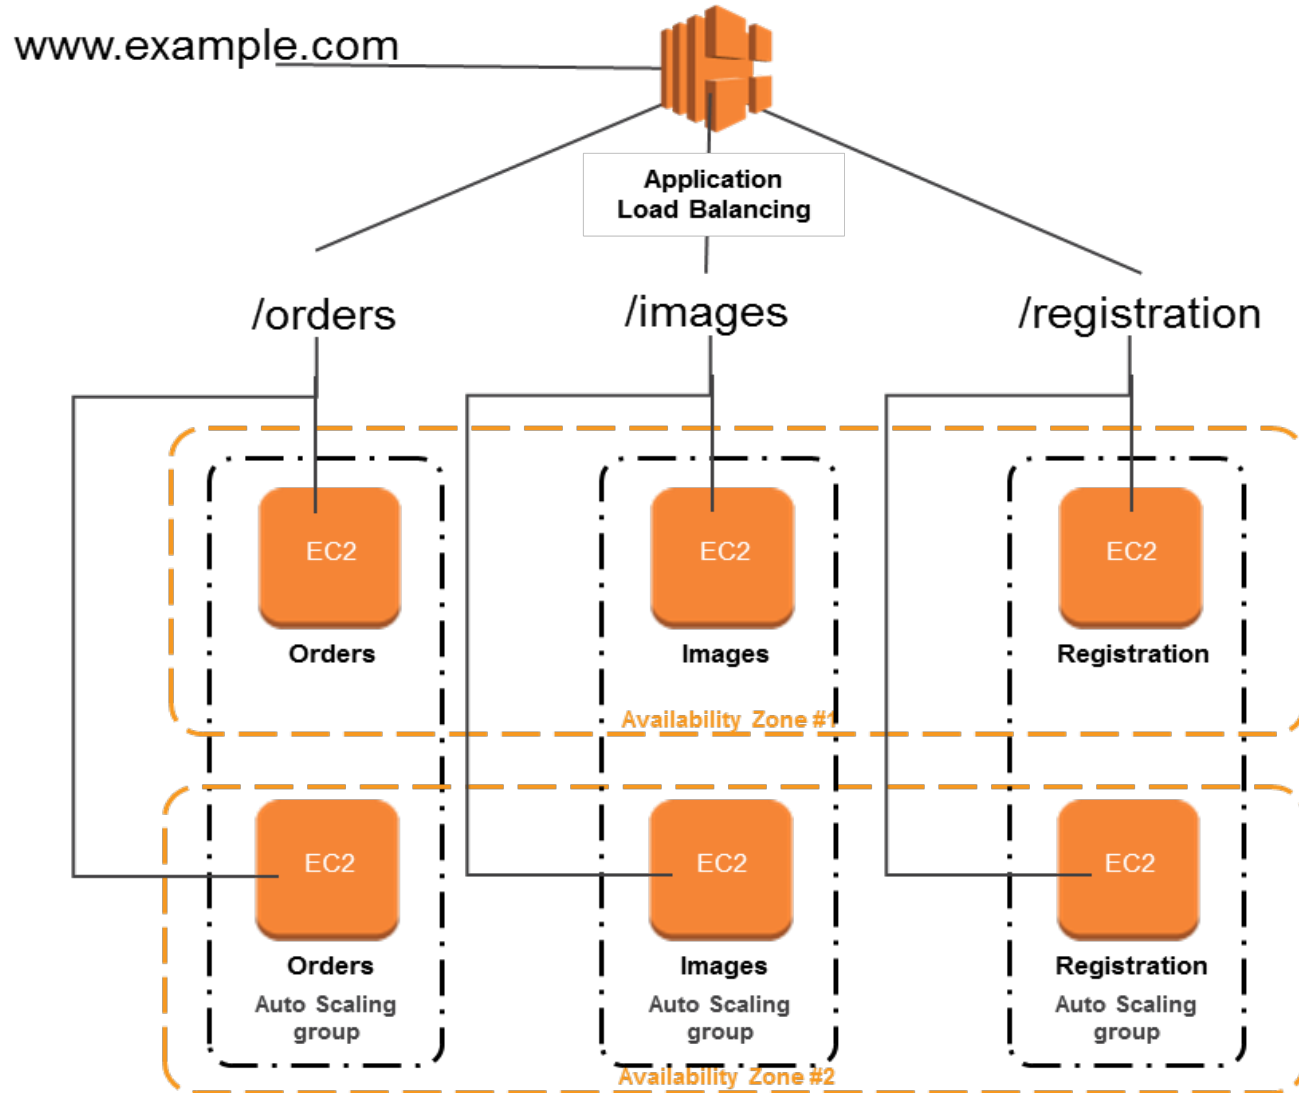 www.example.com
Application
Load Balancing
/orders
/images
/registration
EC2
EC2
EC2
Orders
Images
Registration
Availability Zone #1
EC2
EC2
EC2
Orders
Images
Registration
Auto Scaling
group
Auto Scaling
group
Auto Scaling
group
Availability Zone #2